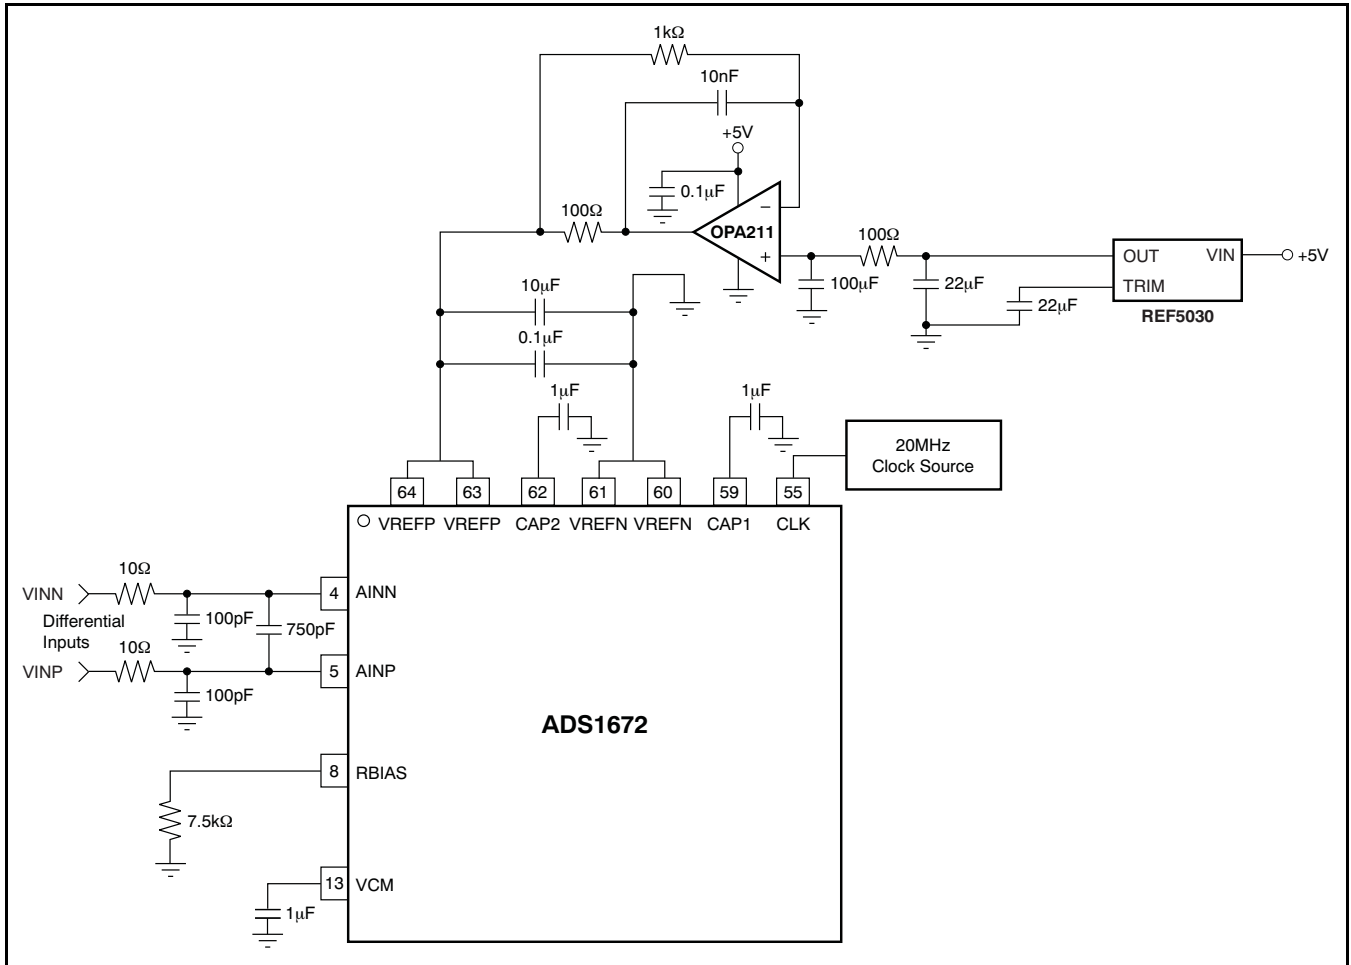 1kΩ
10nF
+5V
0.1μF
100Ω
OPA211
−
+
100Ω
100μF
22μF
22μF
OUT VIN
TRIM
+5V
REF5030
10μF
0.1μF
1μF
1μF
20MHz
Clock Source
64 63 62 61 60 59 55
VREFP VREFP CAP2 VREFN VREFN CAP1 CLK
10Ω
VINN
4 AINN
100pF
750pF
Differential
Inputs
10Ω
VINP
5 AINP
100pF
ADS1672
8 RBIAS
7.5kΩ
13 VCM
1μF